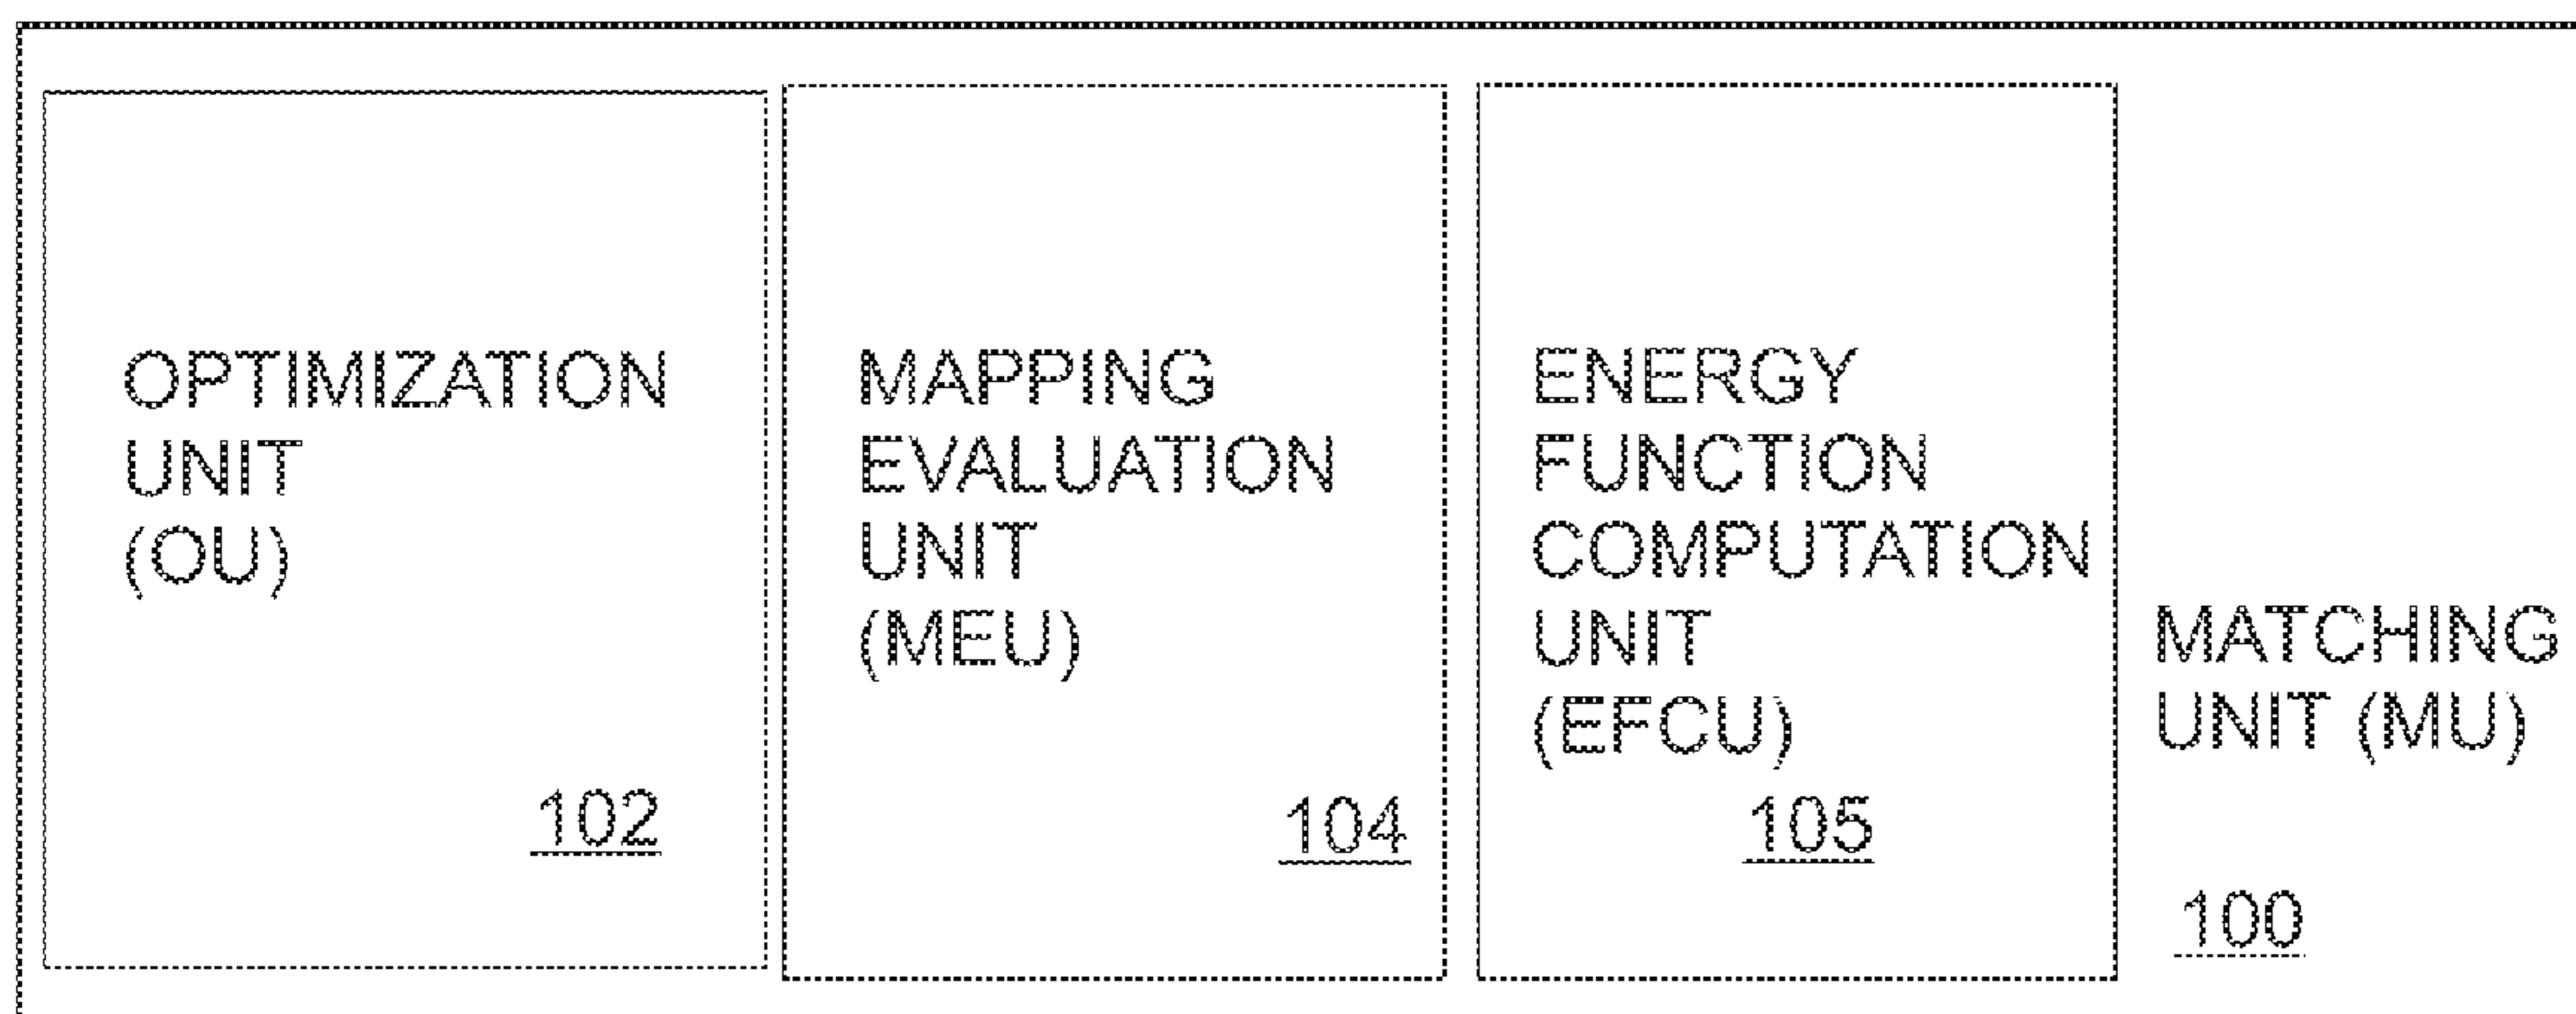 OPTIMIZATION
UNIT
(OU)
102
MAPPING
EVALUATION
UNIT
(MEU)
104
ENERGY
FUNCTION
COMPUTATION
UNIT
(EFCU)
105
MATCHING
UNIT (MU)
100